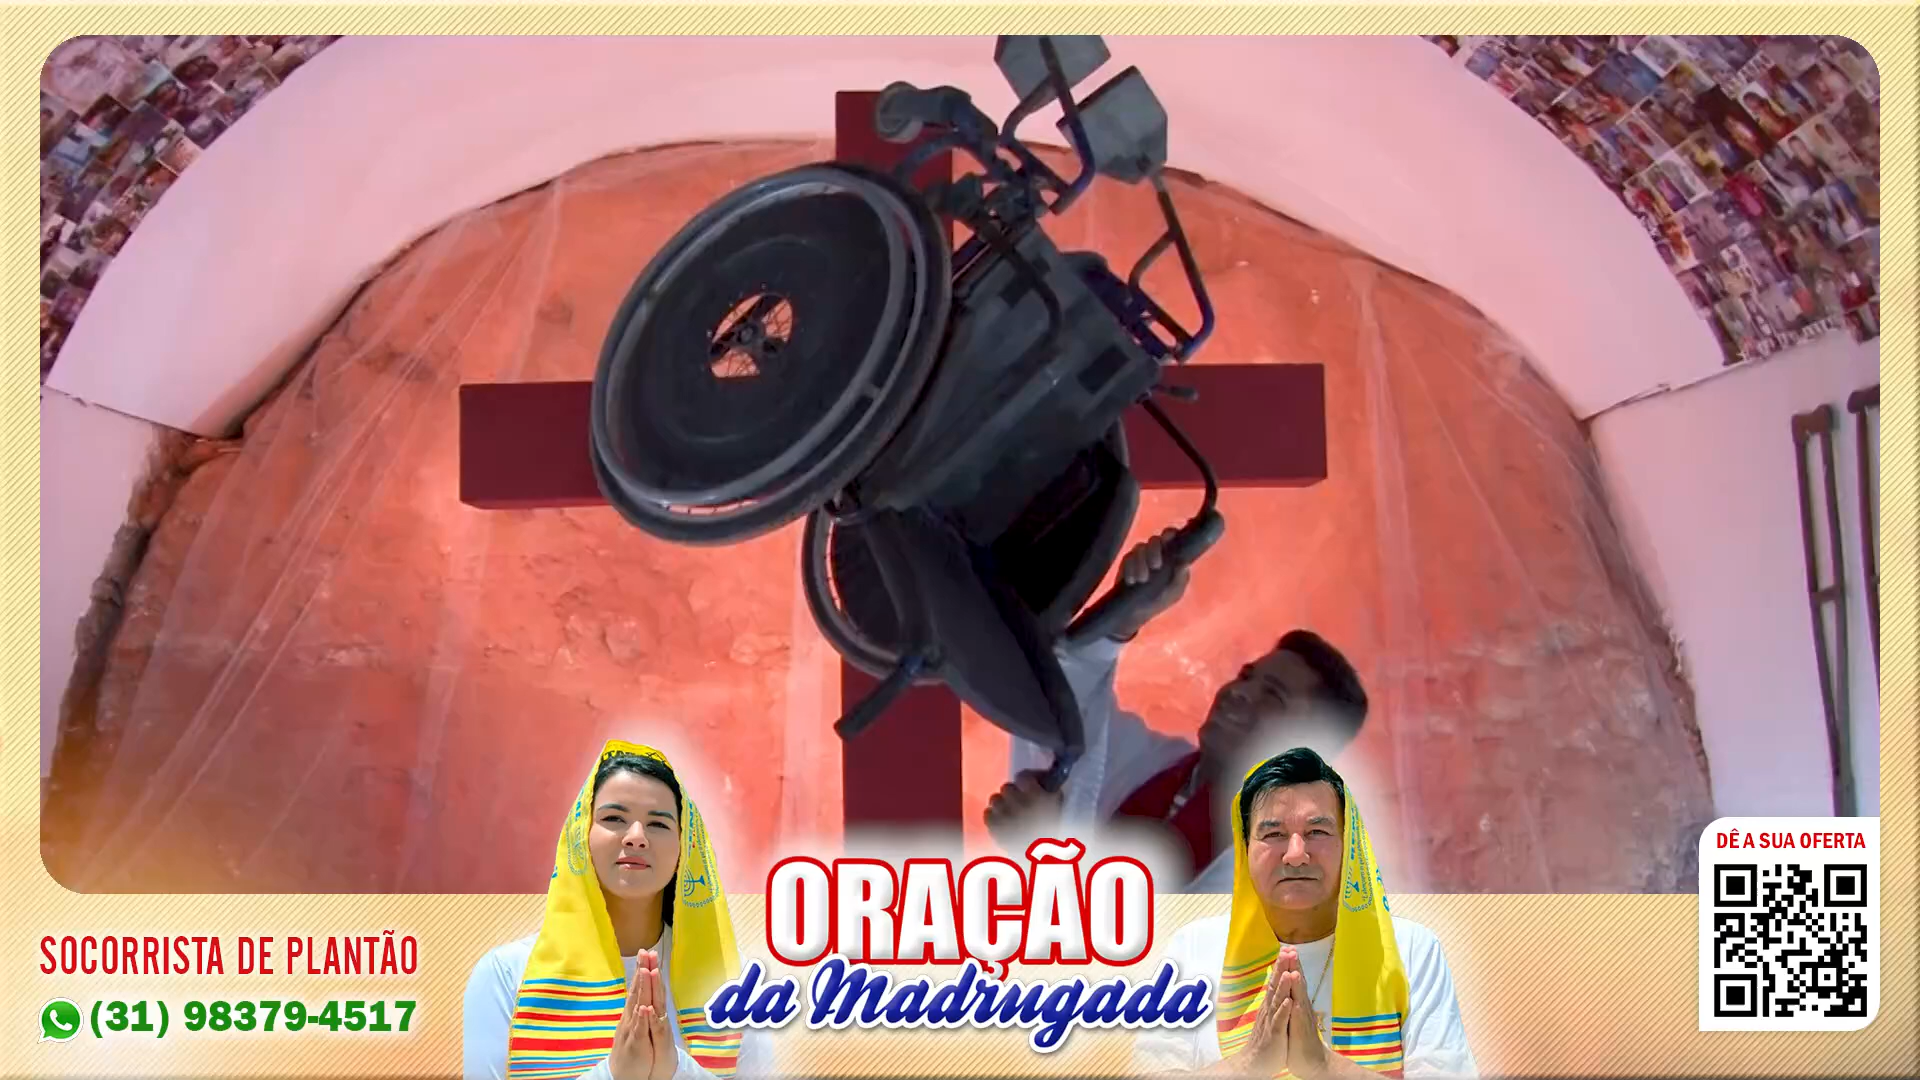 DÊ A SUA OFERTA
SOCORRISTA DE PLANTÃO
(31) 98379-4517
ORAÇÃO
da Madrugada